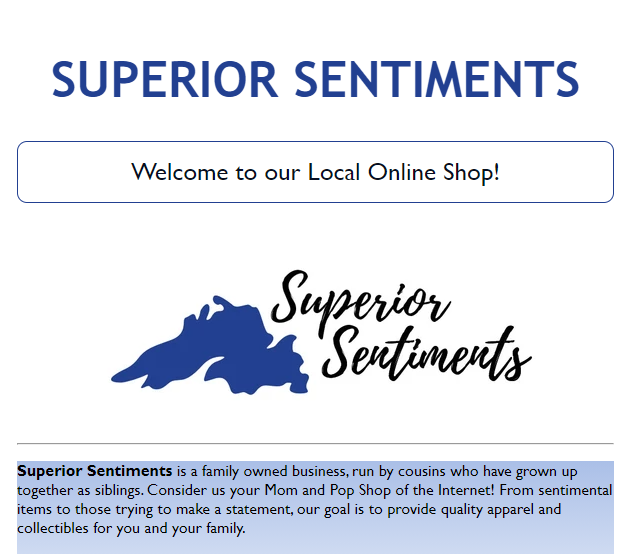 SUPERIOR SENTIMENTS
Welcome to our Local Online Shop!
Superior
Sentiments
Superior Sentiments is a family owned business, run by cousins who have grown up
together as siblings. Consider us your Mom and Pop Shop of the Internet! From sentimental
items to those trying to make a statement, our goal is to provide quality apparel and
collectibles for you and your family.